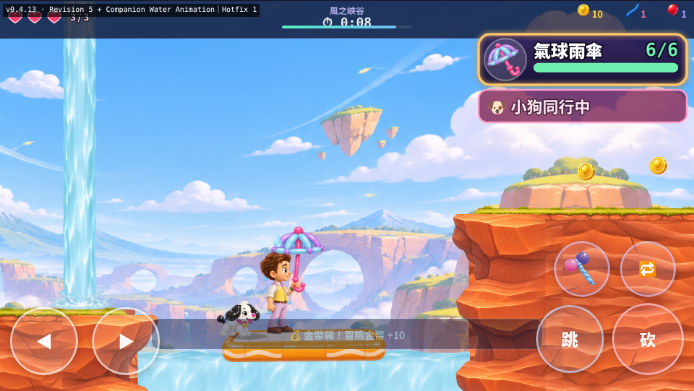 v0.4.13 · Revision 5 + Companion Water Animation | Hotfix 1
3/3
風之峽谷
0:08
10
1
1
氣球雨傘 6/6
小狗同行中
金幣袋！冒險金幣 +10
跳
砍